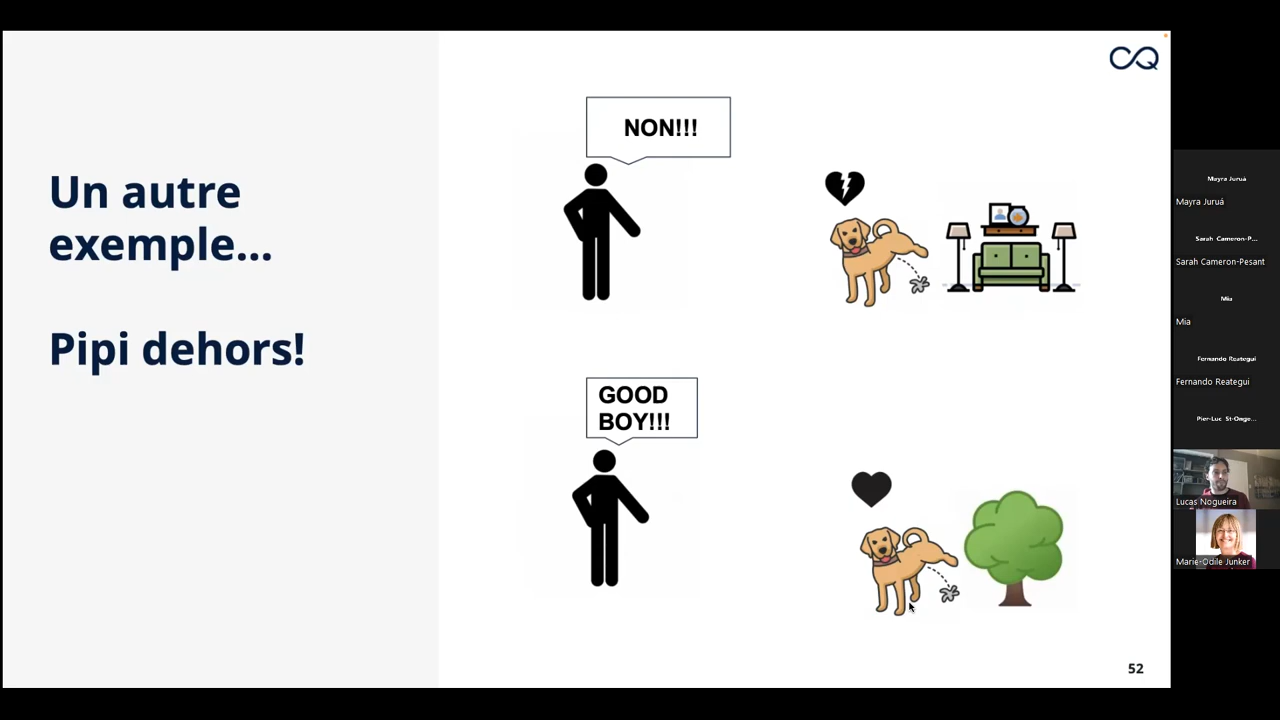 Un autre
exemple...
Pipi dehors!
NON!!!
GOOD
BOY!!!
52
Mayra Juruá
Mayra Juruá
Sarah Cameron-P...
Sarah Cameron-Pesant
Mia
Mia
Fernando Reategui
Fernando Reategui
Pier-Luc St-Onge...
Lucas Nogueira
Marie-Odile Junker